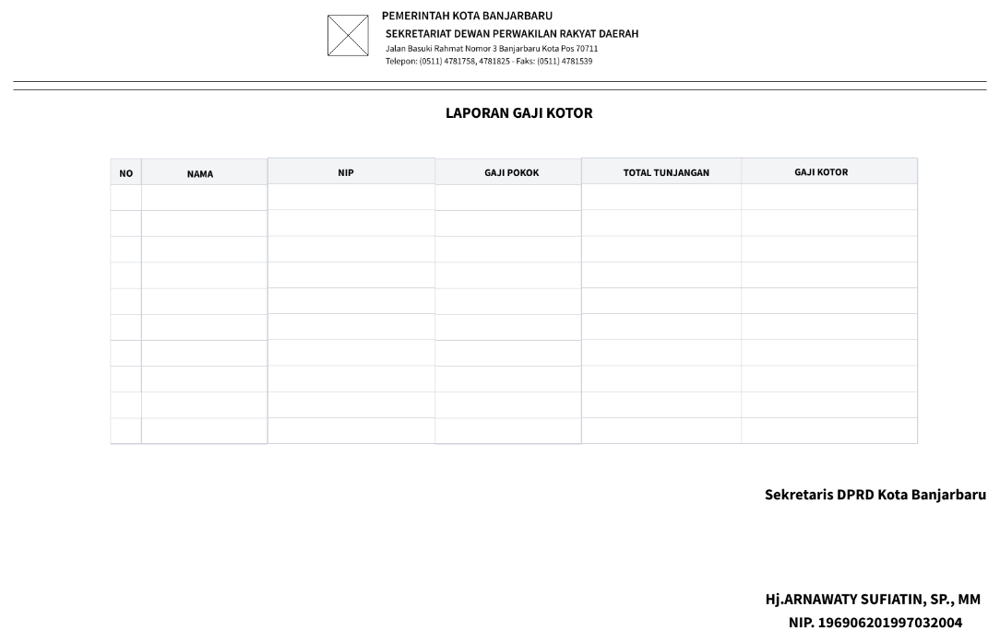 PEMERINTAH KOTA BANJARBARU
SEKRETARIAT DEWAN PERWAKILAN RAKYAT DAERAH
Jalan Basuki Rahmat Nomor 3 Banjarbaru Kota Pos 70711
Telepon: (0511) 4781758, 4781825 - Faks: (0511) 4781539
LAPORAN GAJI KOTOR
NO NAMA NIP GAJI POKOK TOTAL TUNJANGAN GAJI KOTOR
Sekretaris DPRD Kota Banjarbaru
Hj.ARNAWATY SUFIATIN, SP., MM
NIP. 196906201997032004